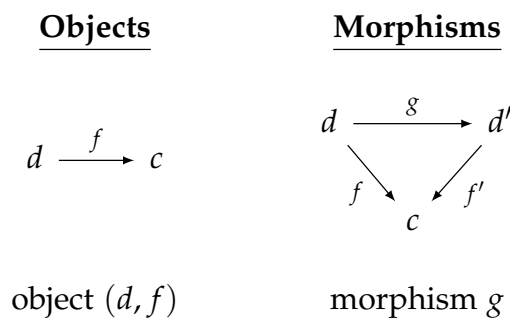 Objects
Morphisms
f
d c
g
d d′
f f′
c
object (d, f)
morphism g